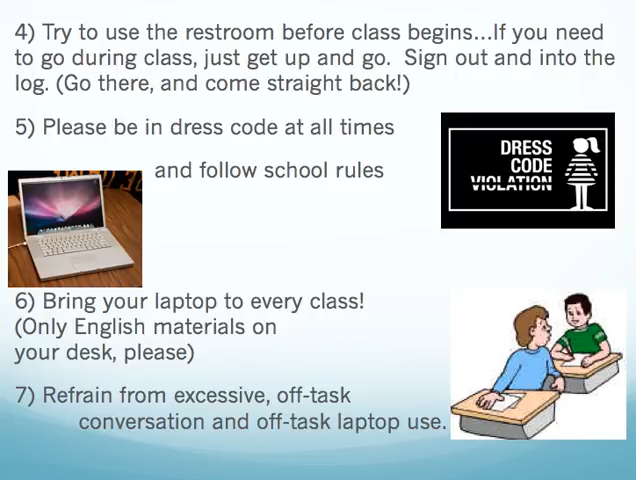 4) Try to use the restroom before class begins...If you need
to go during class, just get up and go. Sign out and into the
log. (Go there, and come straight back!)
5) Please be in dress code at all times
and follow school rules
DRESS
CODE
VIOLATION
6) Bring your laptop to every class!
(Only English materials on
your desk, please)
7) Refrain from excessive, off-task
conversation and off-task laptop use.